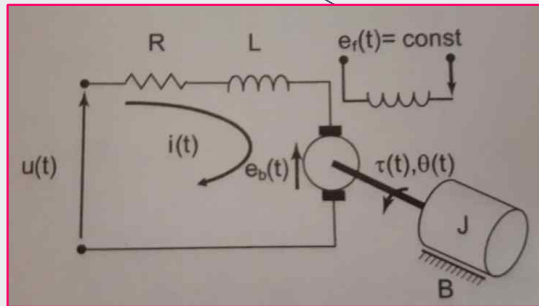 R L e_f(t)= const
i(t)
u(t) e_b(t) τ(t),θ(t)
J
B